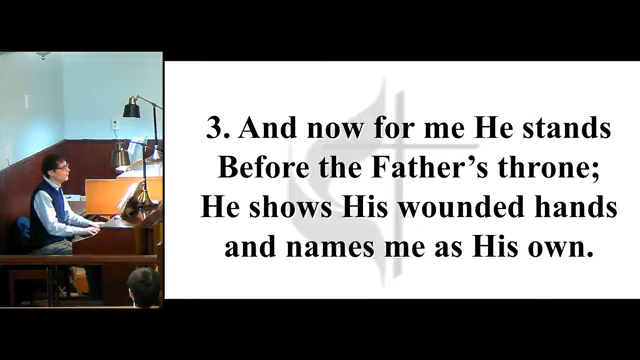 3. And now for me He stands
Before the Father’s throne;
He shows His wounded hands
and names me as His own.